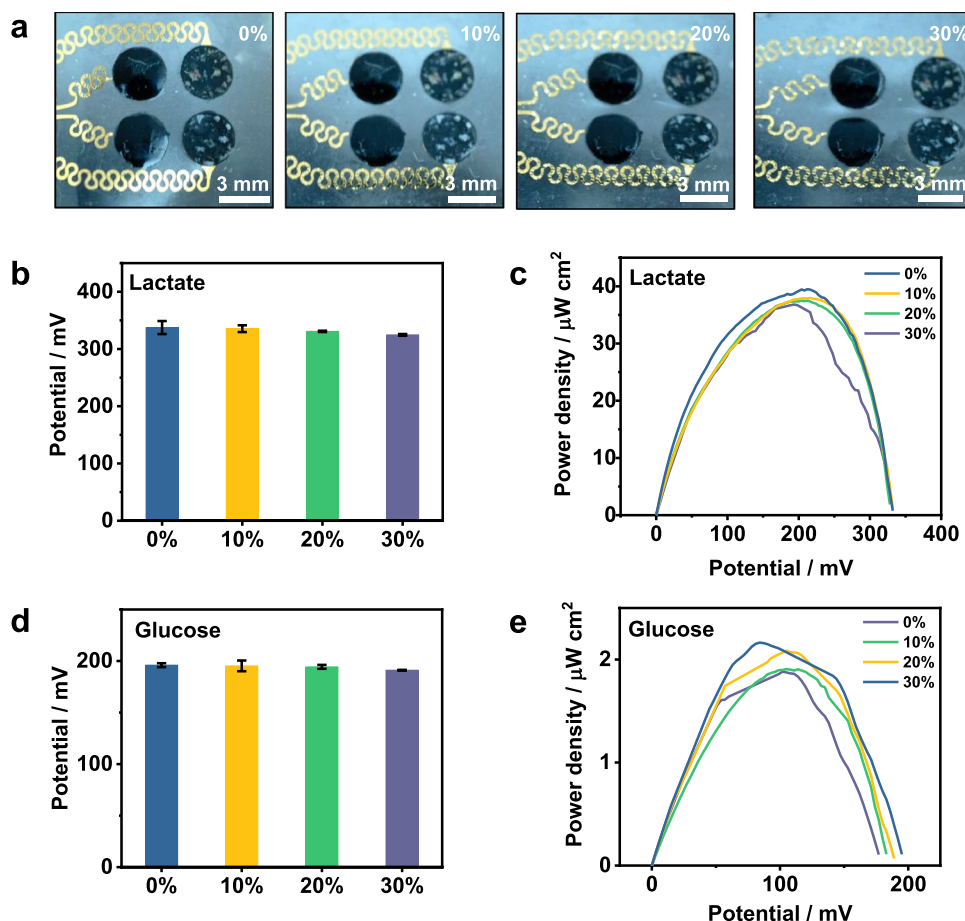 a
0%
10%
20%
30%
3 mm
3 mm
3 mm
3 mm
b
Lactate
Potential / mV
400
300
200
100
0
0%
10%
20%
30%
c
Lactate
0%
10%
20%
30%
Power density / μW cm²
40
30
20
10
0
0
100
200
300
400
Potential / mV
d
Glucose
Potential / mV
200
100
0
0%
10%
20%
30%
e
Glucose
0%
10%
20%
30%
Power density / μW cm²
2
1
0
0
100
200
Potential / mV